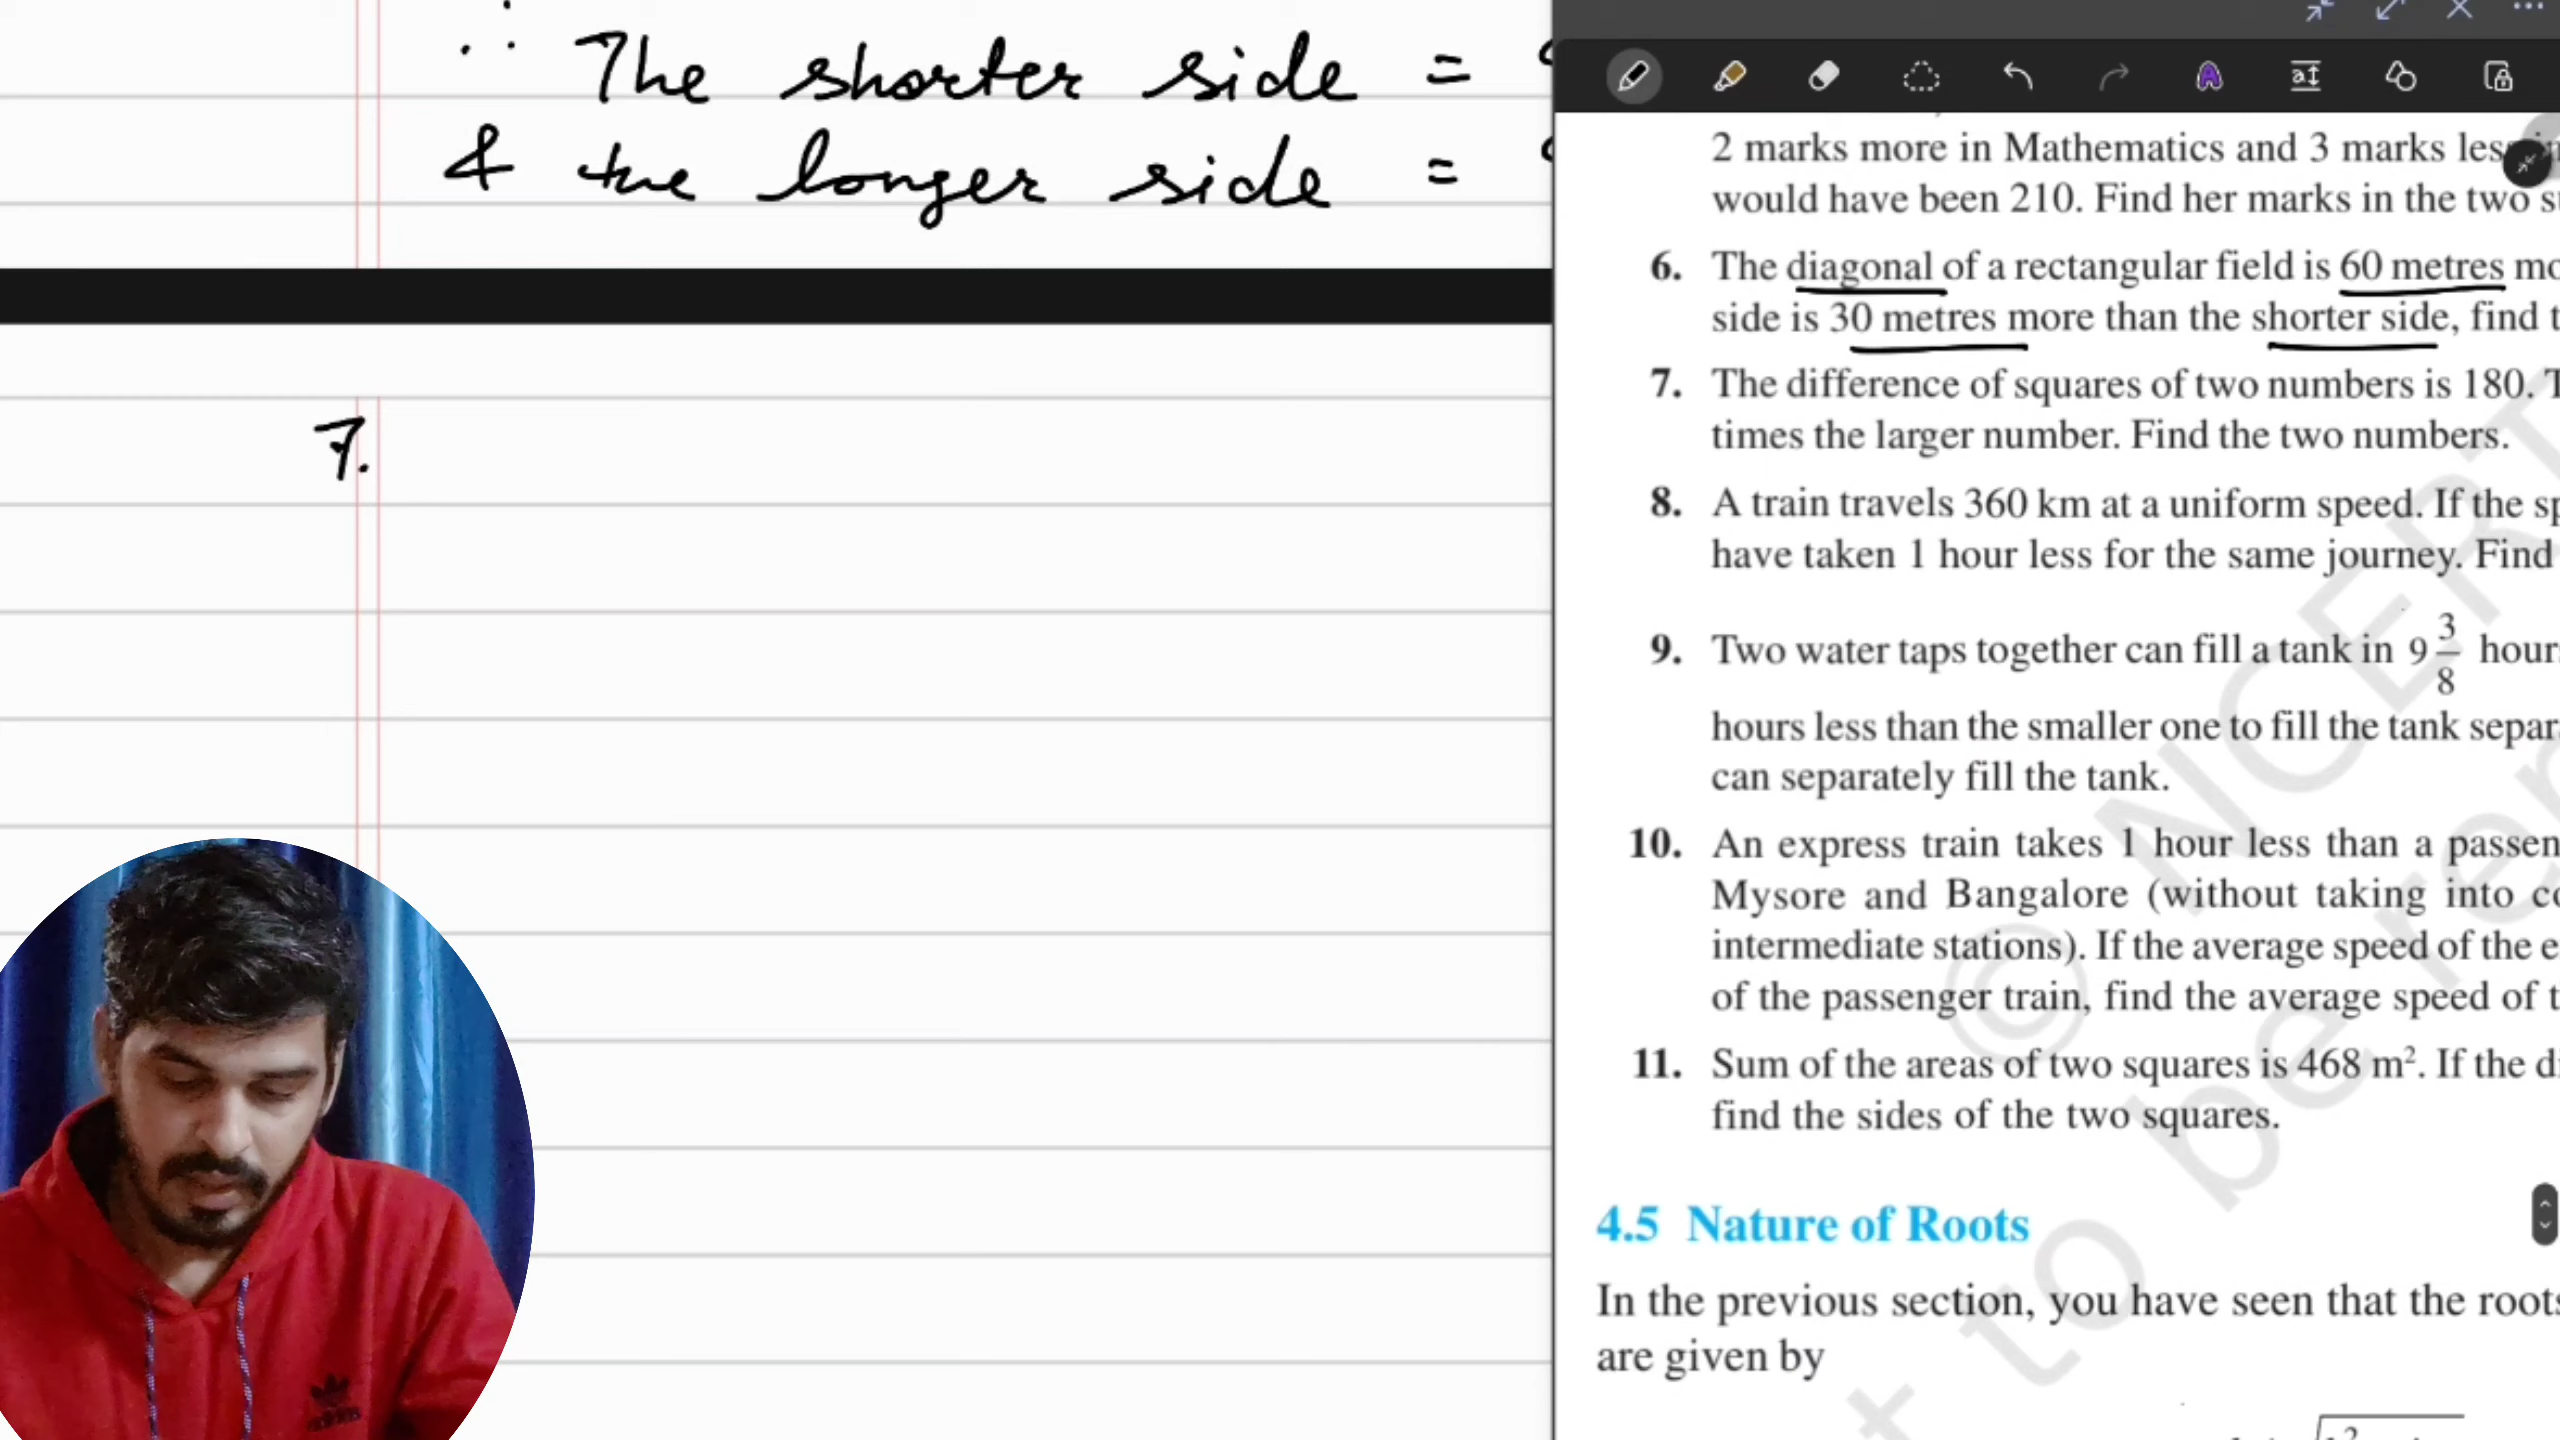 ∴ The shorter side =
& the longer side =
7.
2 marks more in Mathematics and 3 marks less in
would have been 210. Find her marks in the two
6. The diagonal of a rectangular field is 60 metres
side is 30 metres more than the shorter side, find
7. The difference of squares of two numbers is 180.
times the larger number. Find the two numbers.
8. A train travels 360 km at a uniform speed. If the
have taken 1 hour less for the same journey. Find
9. Two water taps together can fill a tank in 9 3/8 hour
hours less than the smaller one to fill the tank
can separately fill the tank.
10. An express train takes 1 hour less than a
Mysore and Bangalore (without taking into
intermediate stations). If the average speed of the
of the passenger train, find the average speed of
11. Sum of the areas of two squares is 468 m². If the
find the sides of the two squares.
4.5 Nature of Roots
In the previous section, you have seen that the roots
are given by
© NCERT
to be
adidas